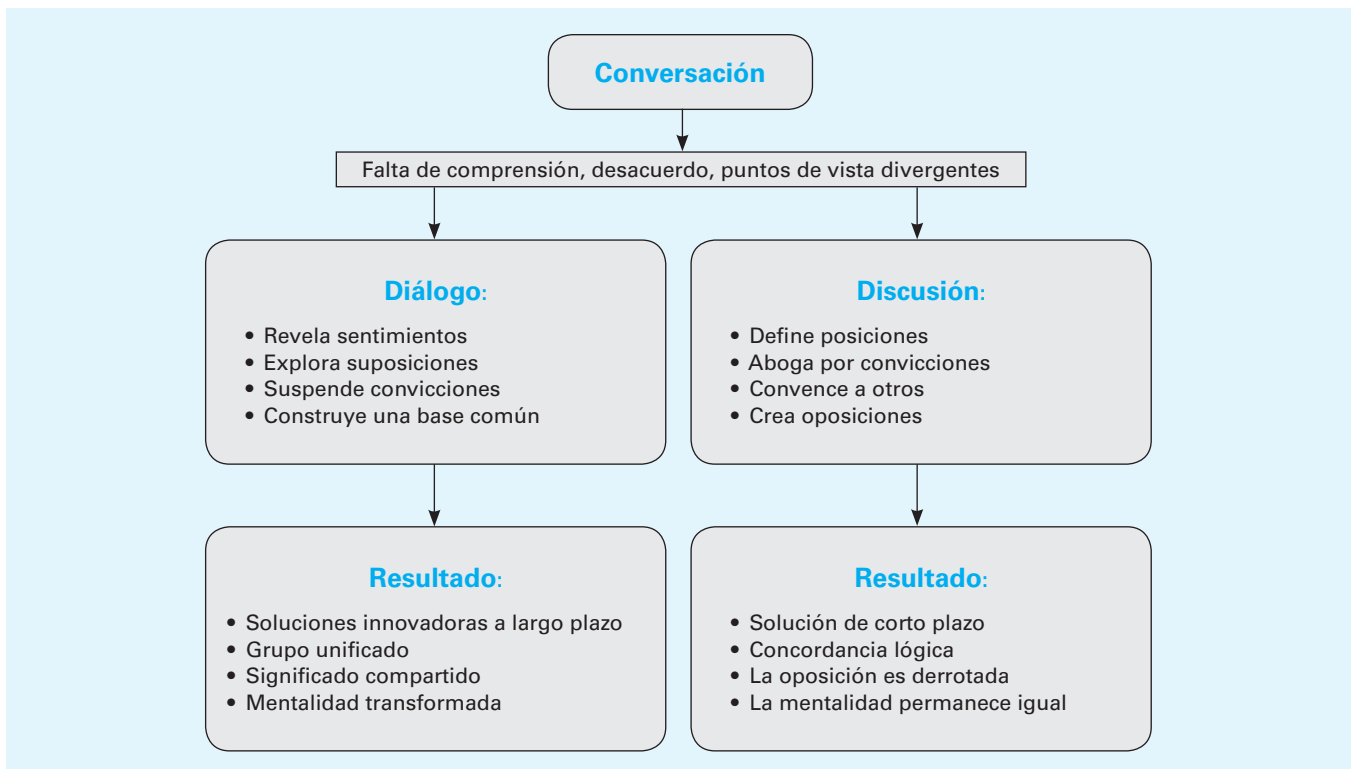 Conversación
Falta de comprensión, desacuerdo, puntos de vista divergentes
Diálogo:
• Revela sentimientos
• Explora suposiciones
• Suspende convicciones
• Construye una base común
Discusión:
• Define posiciones
• Aboga por convicciones
• Convence a otros
• Crea oposiciones
Resultado:
• Soluciones innovadoras a largo plazo
• Grupo unificado
• Significado compartido
• Mentalidad transformada
Resultado:
• Solución de corto plazo
• Concordancia lógica
• La oposición es derrotada
• La mentalidad permanece igual